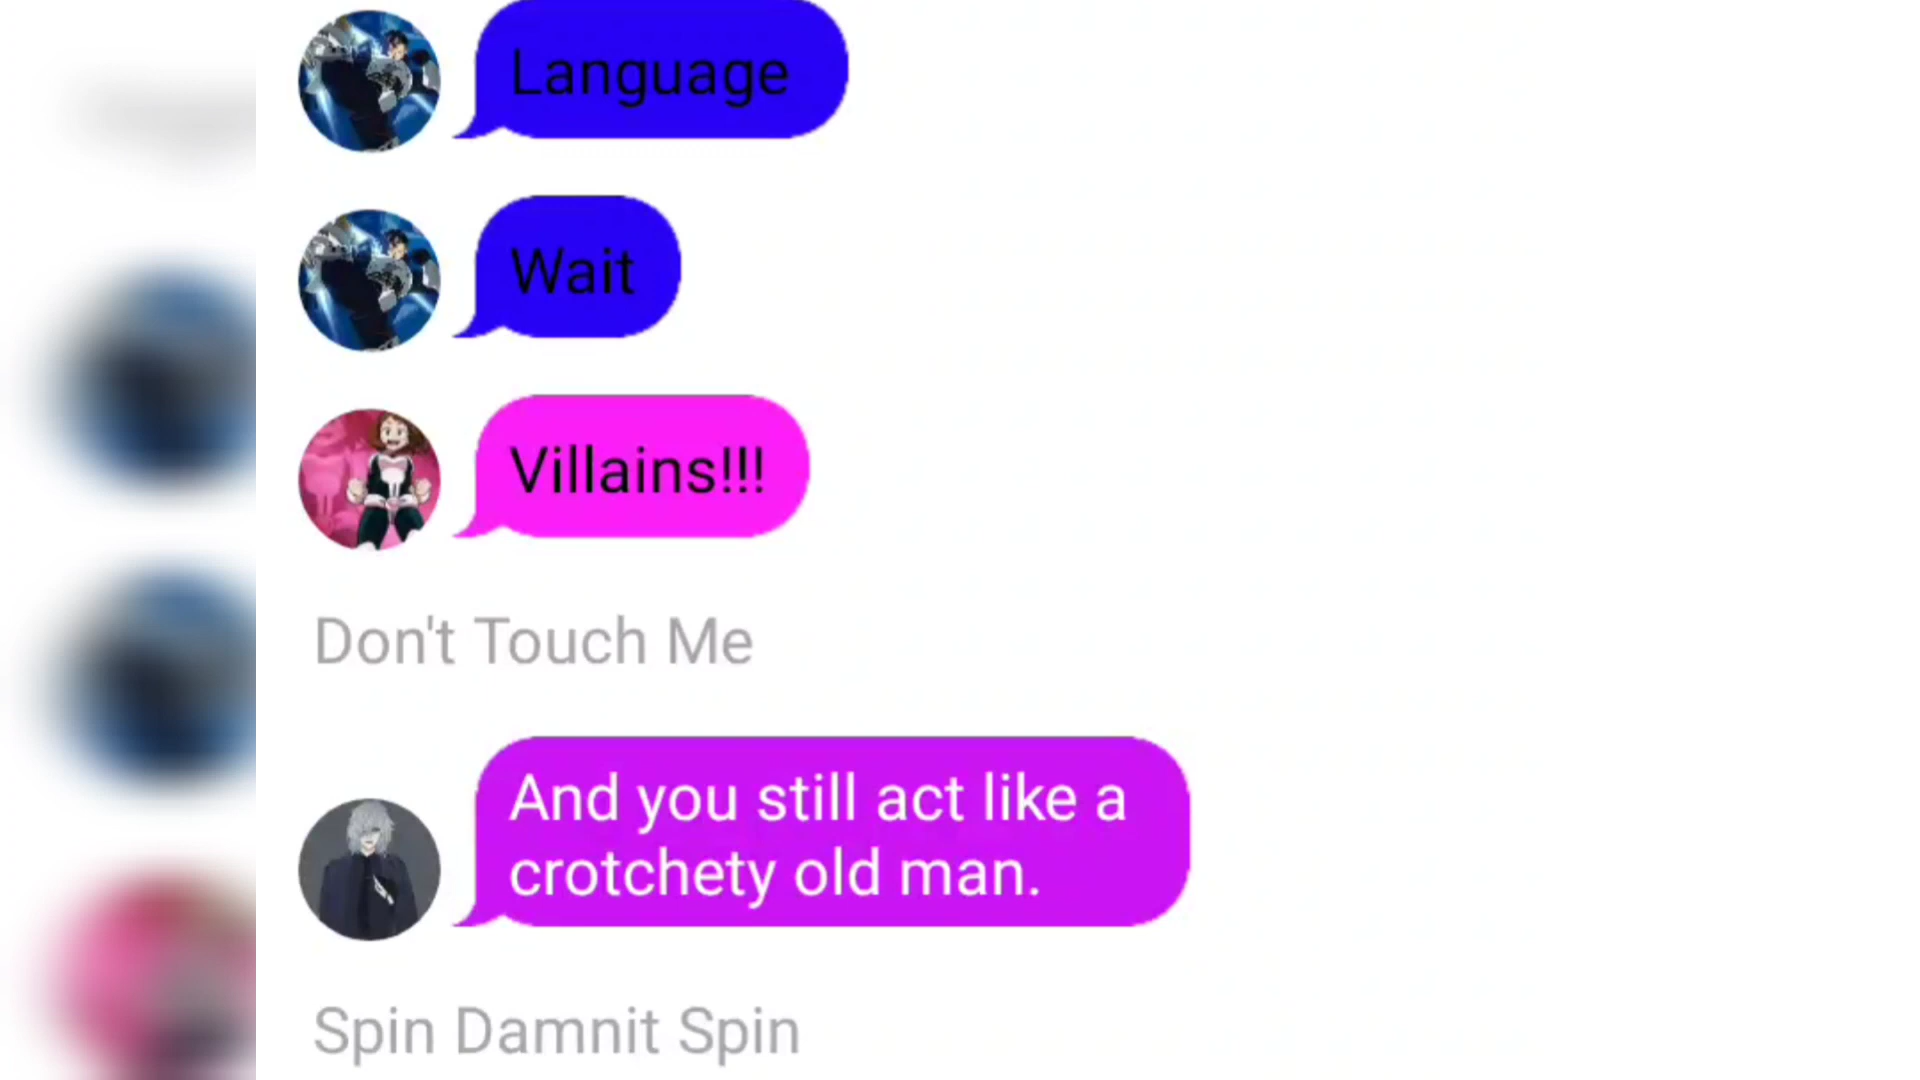 Language
Wait
Villains!!!
Don't Touch Me
And you still act like a
crotchety old man.
Spin Damnit Spin